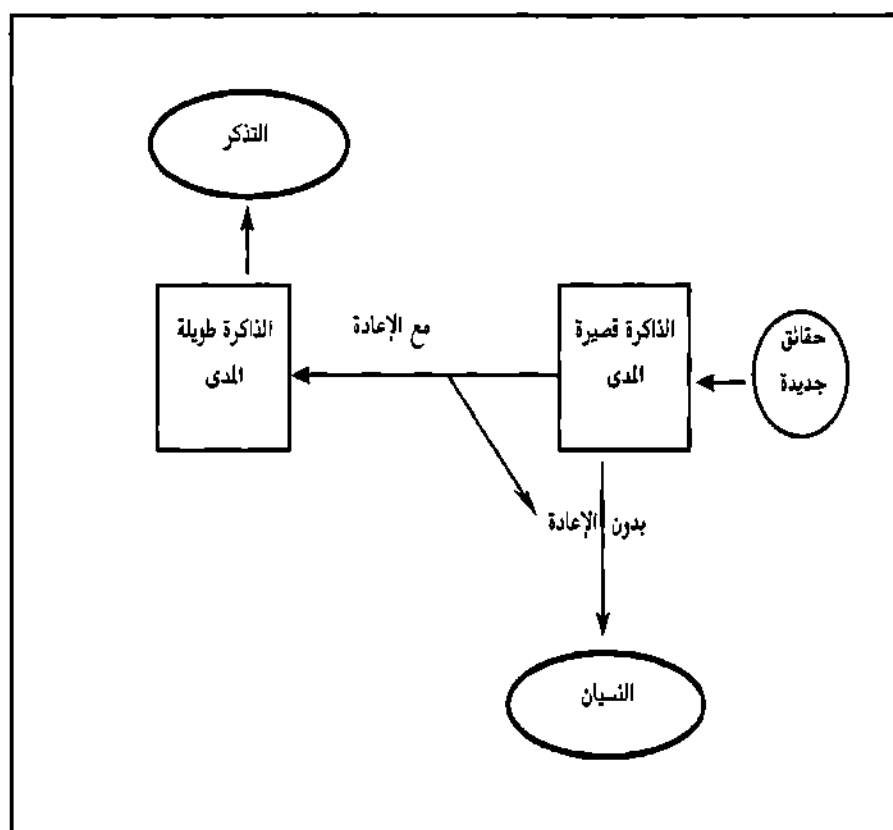 التذكر
حقائق
جديدة
الذاكرة قصيرة
المدى
مع الإعادة
الذاكرة طويلة
المدى
بدون الإعادة
النسيان